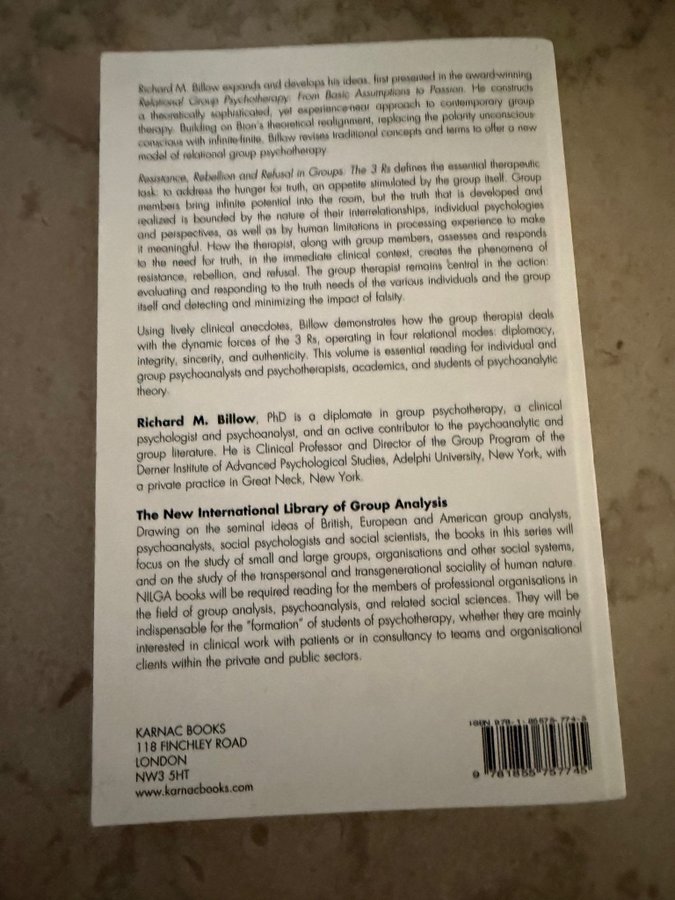 Richard M. Billow expands and develops his ideas, first presented in the award-winning
Relational Group Psychotherapy: From Basic Assumptions to Passion. He constructs
a theoretically sophisticated, yet experience-near approach to contemporary group
therapy. Building on Bion's theoretical realignment, replacing the polarity unconscious-
conscious with infinite-finite, Billow revises traditional concepts and terms to offer a new
model of relational group psychotherapy.
Resistance, Rebellion and Refusal in Groups: The 3 Rs defines the essential therapeutic
task: to address the hunger for truth, an appetite stimulated by the group itself. Group
members bring infinite potential into the room, but the truth that is developed and
realized is bounded by the nature of their interrelationships, individual psychologies
and perspectives, as well as by human limitations in processing experience to make
it meaningful. How the therapist, along with group members, assesses and responds
to the need for truth, in the immediate clinical context, creates the phenomena of
resistance, rebellion, and refusal. The group therapist remains central in the action:
evaluating and responding to the truth needs of the various individuals and the group
itself and detecting and minimizing the impact of falsity.
Using lively clinical anecdotes, Billow demonstrates how the group therapist deals
with the dynamic forces of the 3 Rs, operating in four relational modes: diplomacy,
integrity, sincerity, and authenticity. This volume is essential reading for individual and
group psychoanalysts and psychotherapists, academics, and students of psychoanalytic
theory.
Richard M. Billow, PhD is a diplomate in group psychotherapy, a clinical
psychologist and psychoanalyst, and an active contributor to the psychoanalytic and
group literature. He is Clinical Professor and Director of the Group Program of the
Derner Institute of Advanced Psychological Studies, Adelphi University, New York, with
a private practice in Great Neck, New York.
The New International Library of Group Analysis
Drawing on the seminal ideas of British, European and American group analysts,
psychoanalysts, social psychologists and social scientists, the books in this series will
focus on the study of small and large groups, organisations and other social systems,
and on the study of the transpersonal and transgenerational sociality of human nature.
NILGA books will be required reading for the members of professional organisations in
the field of group analysis, psychoanalysis, and related social sciences. They will be
indispensable for the "formation" of students of psychotherapy, whether they are mainly
interested in clinical work with patients or in consultancy to teams and organisational
clients within the private and public sectors.
KARNAC BOOKS
118 FINCHLEY ROAD
LONDON
NW3 5HT
www.karnacbooks.com
ISBN 978-1-85575-774-5
9 781855 757745